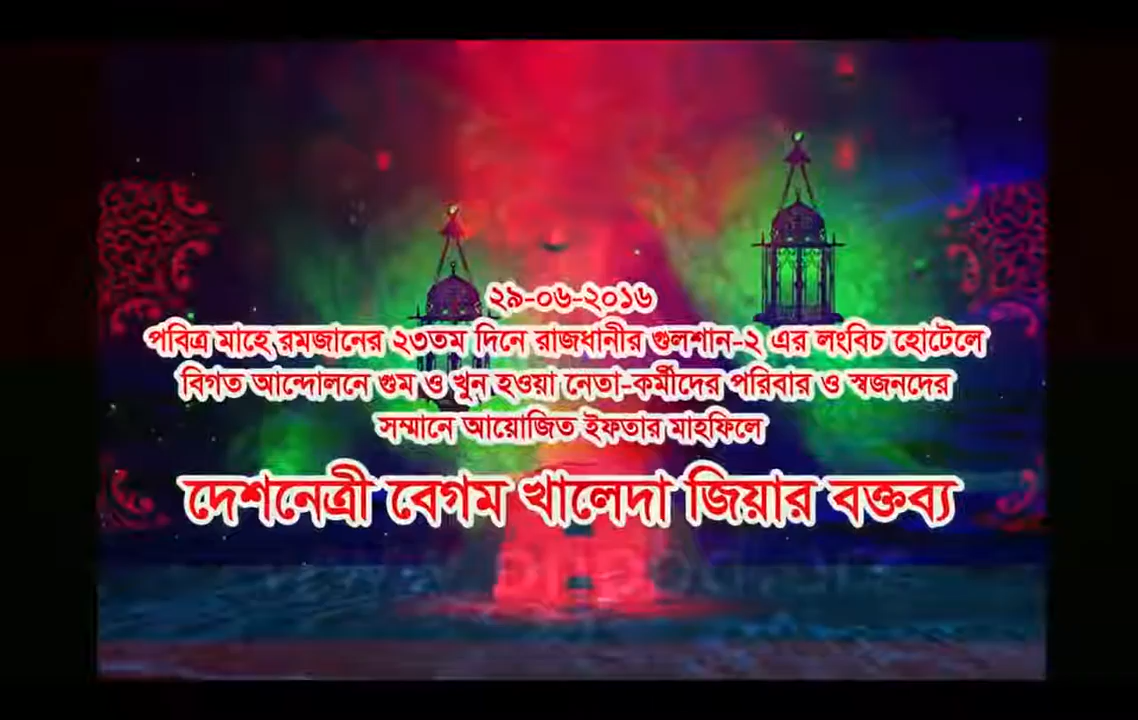 ২৯-০৬-২০১৬
পবিত্র মাহে রমজানের ২৩তম দিনে রাজধানীর গুলশান-২ এর লংবিচ হোটেলে
বিগত আন্দোলনে গুম ও খুন হওয়া নেতা-কর্মীদের পরিবার ও স্বজনদের
সম্মানে আয়োজিত ইফতার মাহফিলে
দেশনেত্রী বেগম খালেদা জিয়ার বক্তব্য